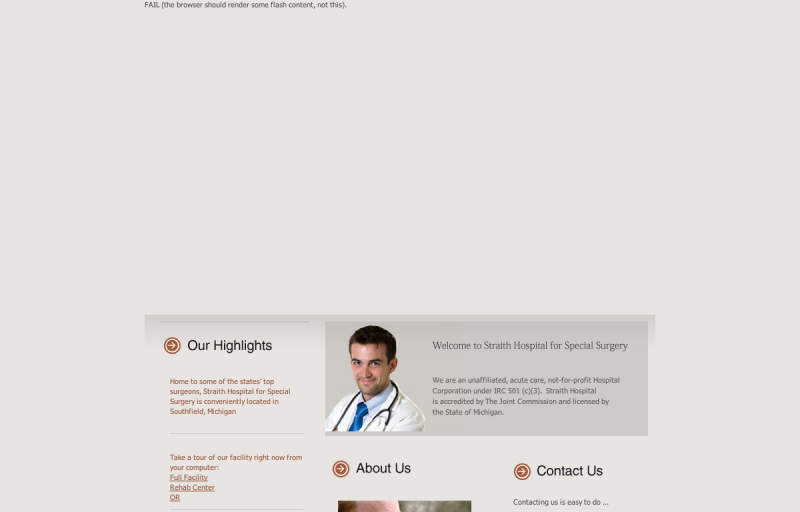 FAIL (the browser should render some flash content, not this).
Our Highlights
Home to some of the states' top
surgeons, Straith Hospital for Special
Surgery is conveniently located in
Southfield, Michigan
Take a tour of our facility right now from
your computer:
Full Facility
Rehab Center
OR
Welcome to Straith Hospital for Special Surgery
We are an unaffiliated, acute care, not-for-profit Hospital
Corporation under IRC 501 (c)(3).  Straith Hospital
is accredited by The Joint Commission and licensed by
the State of Michigan.
About Us
Contact Us
Contacting us is easy to do ...